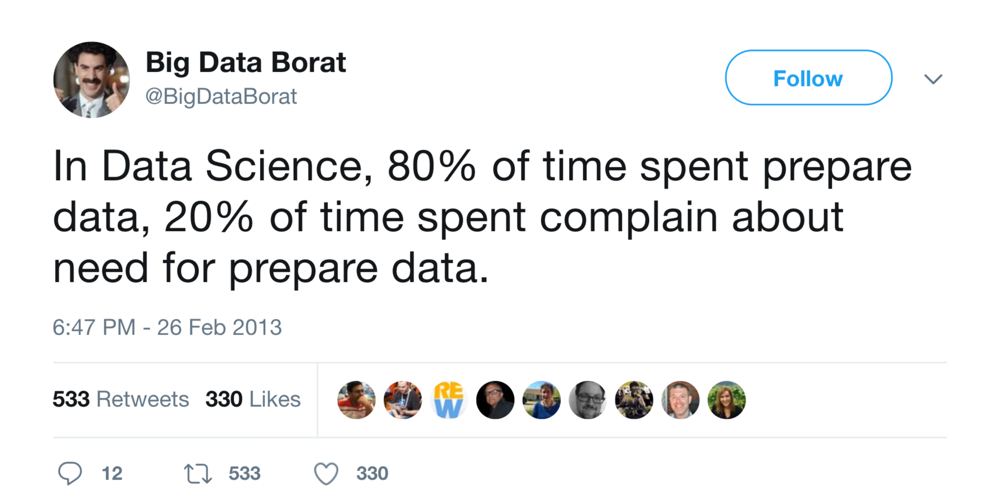 Big Data Borat
@BigDataBorat
Follow
In Data Science, 80% of time spent prepare
data, 20% of time spent complain about
need for prepare data.
6:47 PM - 26 Feb 2013
533 Retweets 330 Likes
RE
W
12 533 330